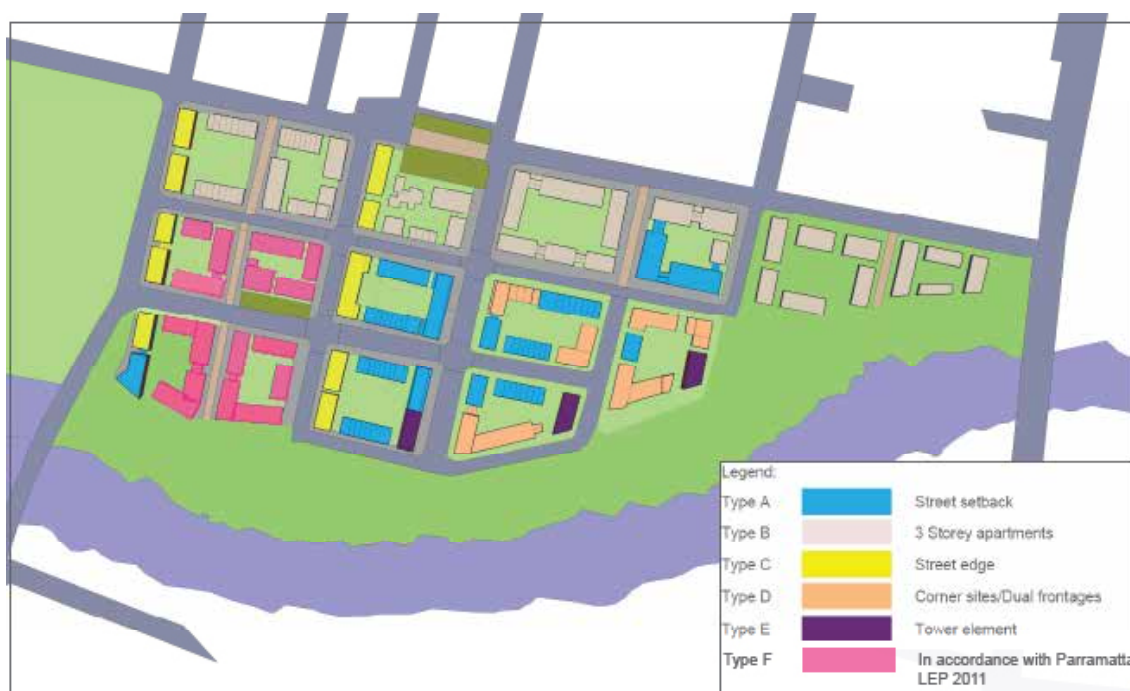 Legend:
Type A Street setback
Type B 3 Storey apartments
Type C Street edge
Type D Corner sites/Dual frontages
Type E Tower element
Type F In accordance with Parramatta
LEP 2011